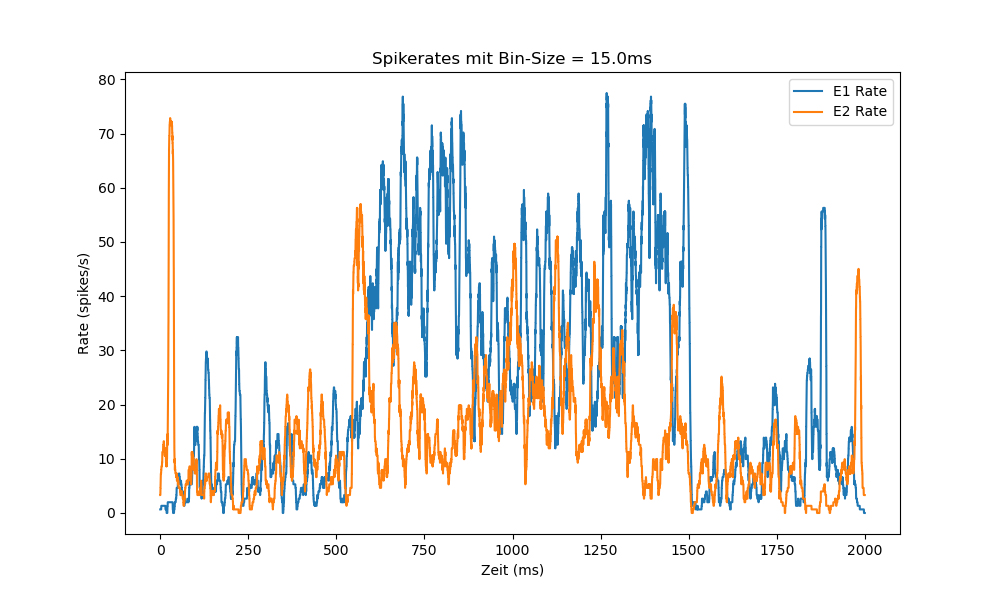 Spikerates mit Bin-Size = 15.0ms
E1 Rate
E2 Rate
Rate (spikes/s)
80
70
60
50
40
30
20
10
0
0 250 500 750 1000 1250 1500 1750 2000
Zeit (ms)